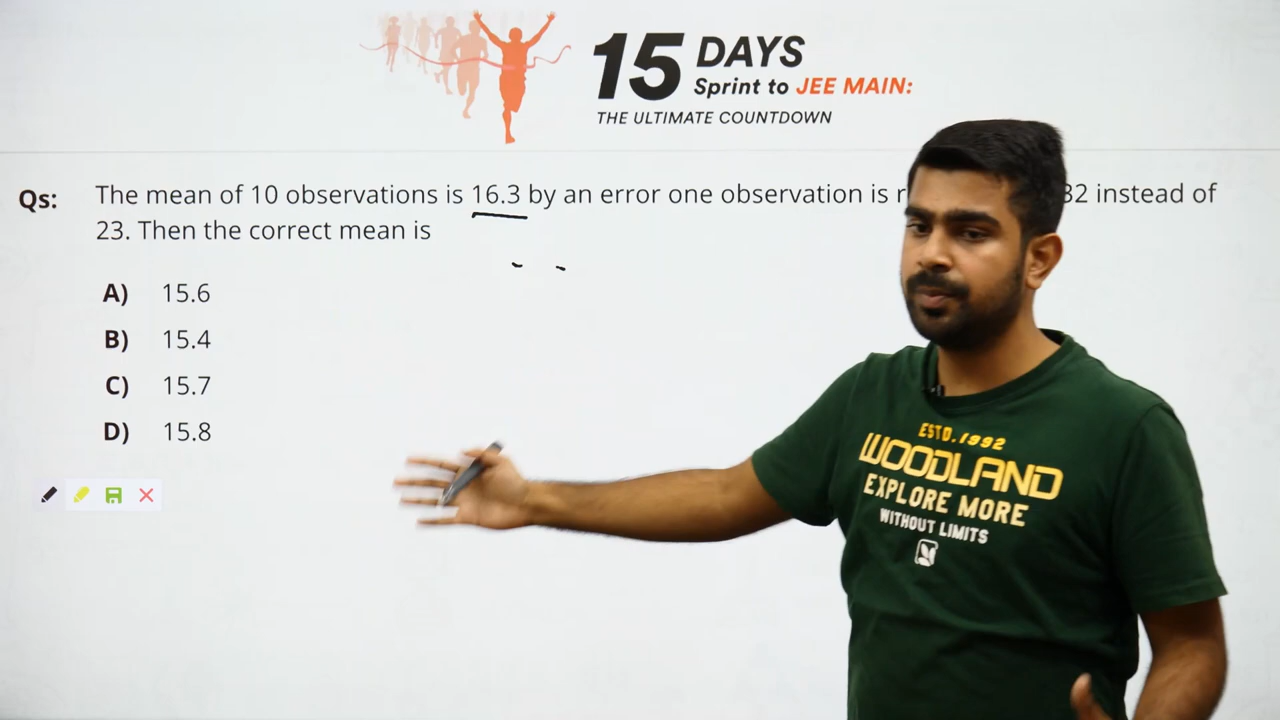 15 DAYS
Sprint to JEE MAIN:
THE ULTIMATE COUNTDOWN
Qs: The mean of 10 observations is 16.3 by an error one observation is 32 instead of
23. Then the correct mean is
A) 15.6
B) 15.4
C) 15.7
D) 15.8
ESTD.1992
WOODLAND
EXPLORE MORE
WITHOUT LIMITS